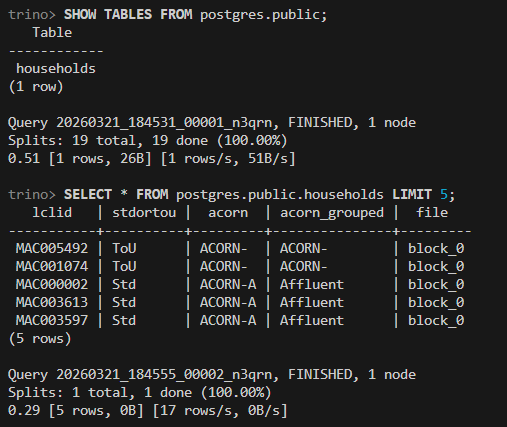 trino> SHOW TABLES FROM postgres.public;
   Table
------------
 households
(1 row)

Query 20260321_184531_00001_n3qrn, FINISHED, 1 node
Splits: 19 total, 19 done (100.00%)
0.51 [1 rows, 26B] [1 rows/s, 51B/s]

trino> SELECT * FROM postgres.public.households LIMIT 5;
   lclid   | stdortou |  acorn  | acorn_grouped |  file
-----------+----------+---------+---------------+---------
 MAC005492 | ToU      | ACORN-  | ACORN-        | block_0
 MAC001074 | ToU      | ACORN-  | ACORN-        | block_0
 MAC000002 | Std      | ACORN-A | Affluent      | block_0
 MAC003613 | Std      | ACORN-A | Affluent      | block_0
 MAC003597 | Std      | ACORN-A | Affluent      | block_0
(5 rows)

Query 20260321_184555_00002_n3qrn, FINISHED, 1 node
Splits: 1 total, 1 done (100.00%)
0.29 [5 rows, 0B] [17 rows/s, 0B/s]